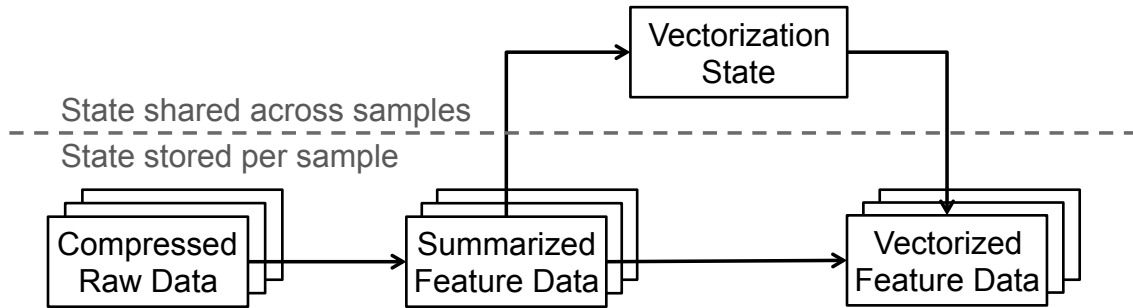 Vectorization
State
State shared across samples
State stored per sample
Compressed
Raw Data
Summarized
Feature Data
Vectorized
Feature Data